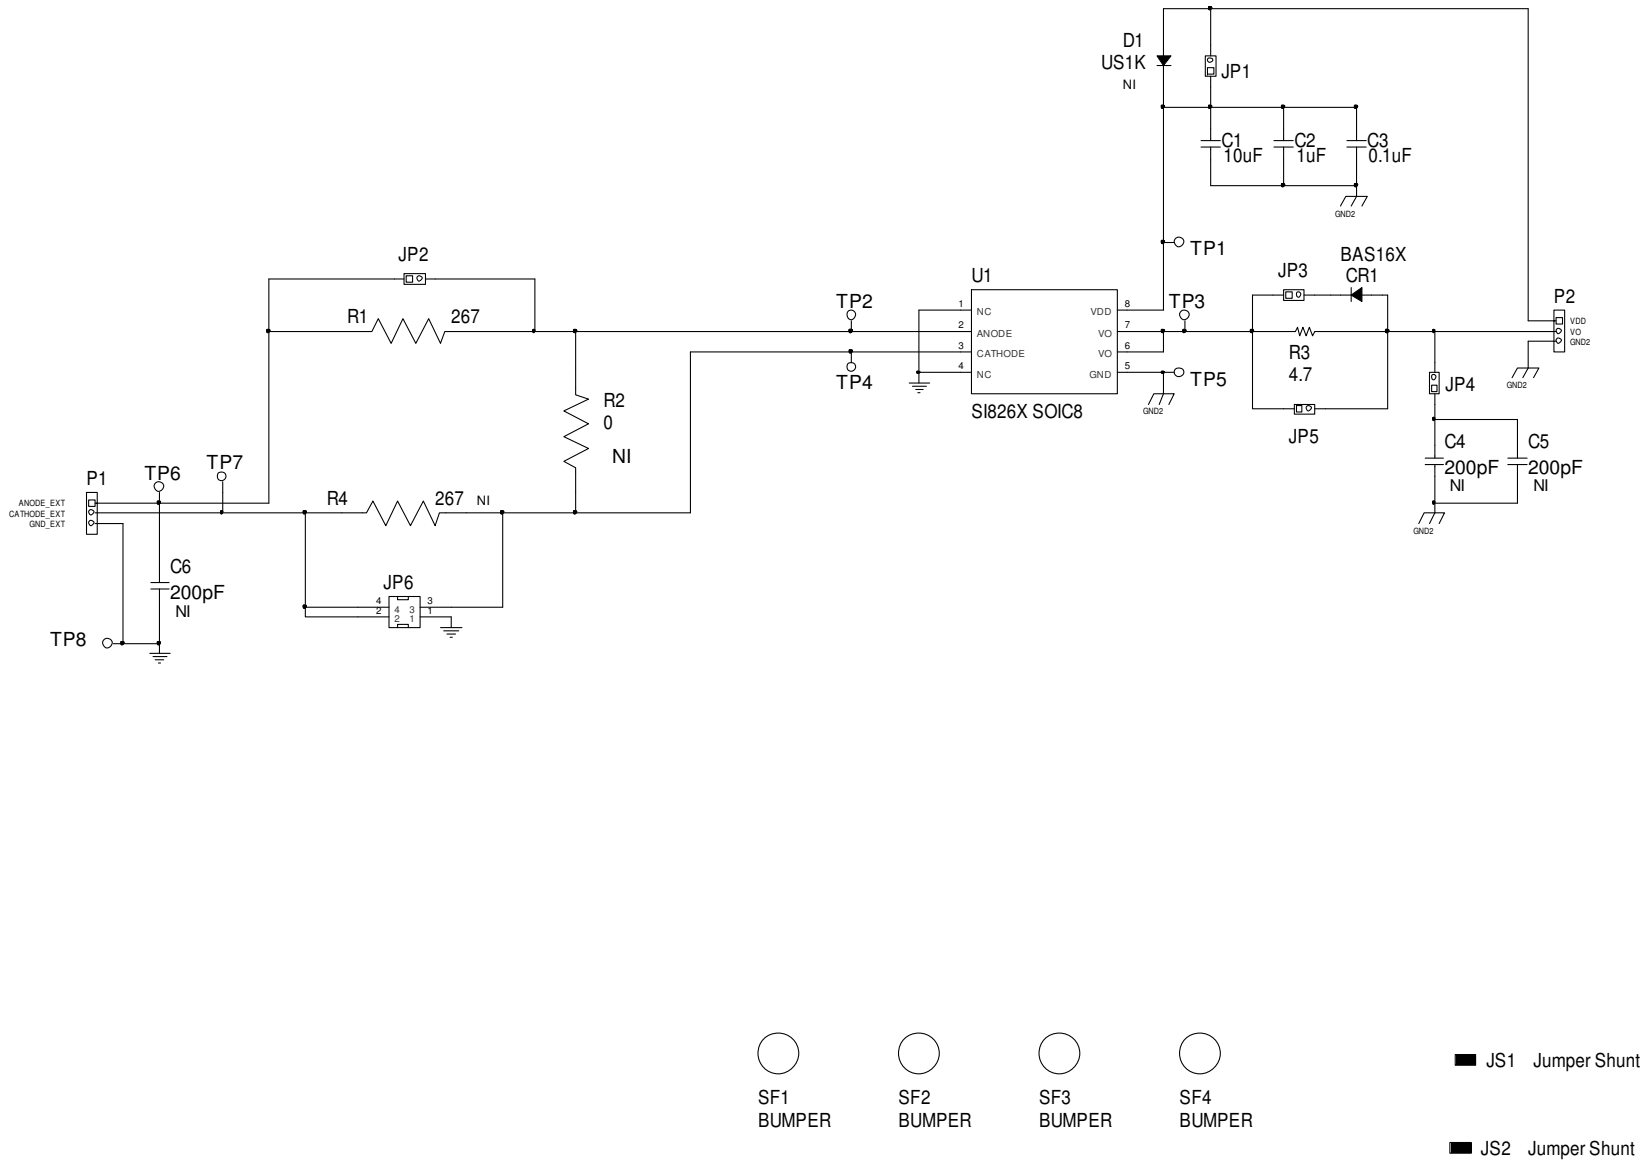 D1
US1K
NI
JP1
C1
10uF
C2
1uF
C3
0.1uF
GND2
TP1
JP2
R1
267
TP2
U1
1
NC
2
ANODE
3
CATHODE
4
NC
VDD
8
VO
7
VO
6
GND
5
SI826X SOIC8
TP4
TP3
TP5
GND2
JP3
BAS16X
CR1
R3
4.7
JP5
P2
VDD
VO
GND2
GND2
JP4
C4
200pF
NI
C5
200pF
NI
GND2
R2
0
NI
P1
ANODE_EXT
CATHODE_EXT
GND_EXT
TP6
TP7
R4
267
NI
C6
200pF
NI
JP6
4
2
4 3
2 1
3
1
TP8
SF1
BUMPER
SF2
BUMPER
SF3
BUMPER
SF4
BUMPER
JS1 Jumper Shunt
JS2 Jumper Shunt